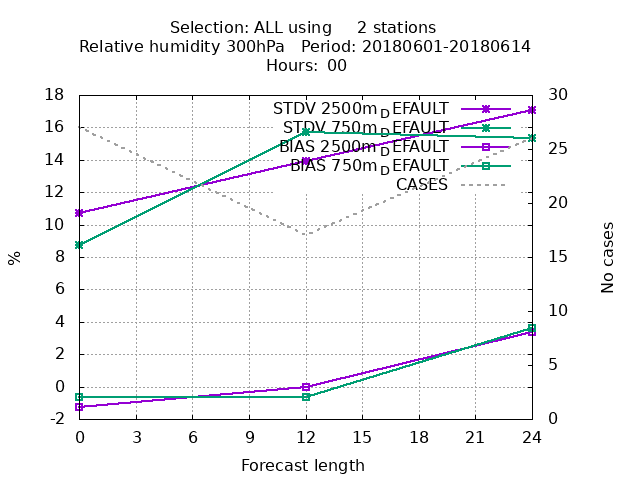 Selection: ALL using 2 stations
Relative humidity 300hPa Period: 20180601-20180614
Hours: 00
18 30
STDV 2500m_DEFAULT
16 STDV 750m_DEFAULT
25
BIAS 2500m_DEFAULT
14 BIAS 750m_DEFAULT
12 CASES
20
10
8 15
6
10
4
2 5
0
-2 0
%
No cases
0 3 6 9 12 15 18 21 24
Forecast length